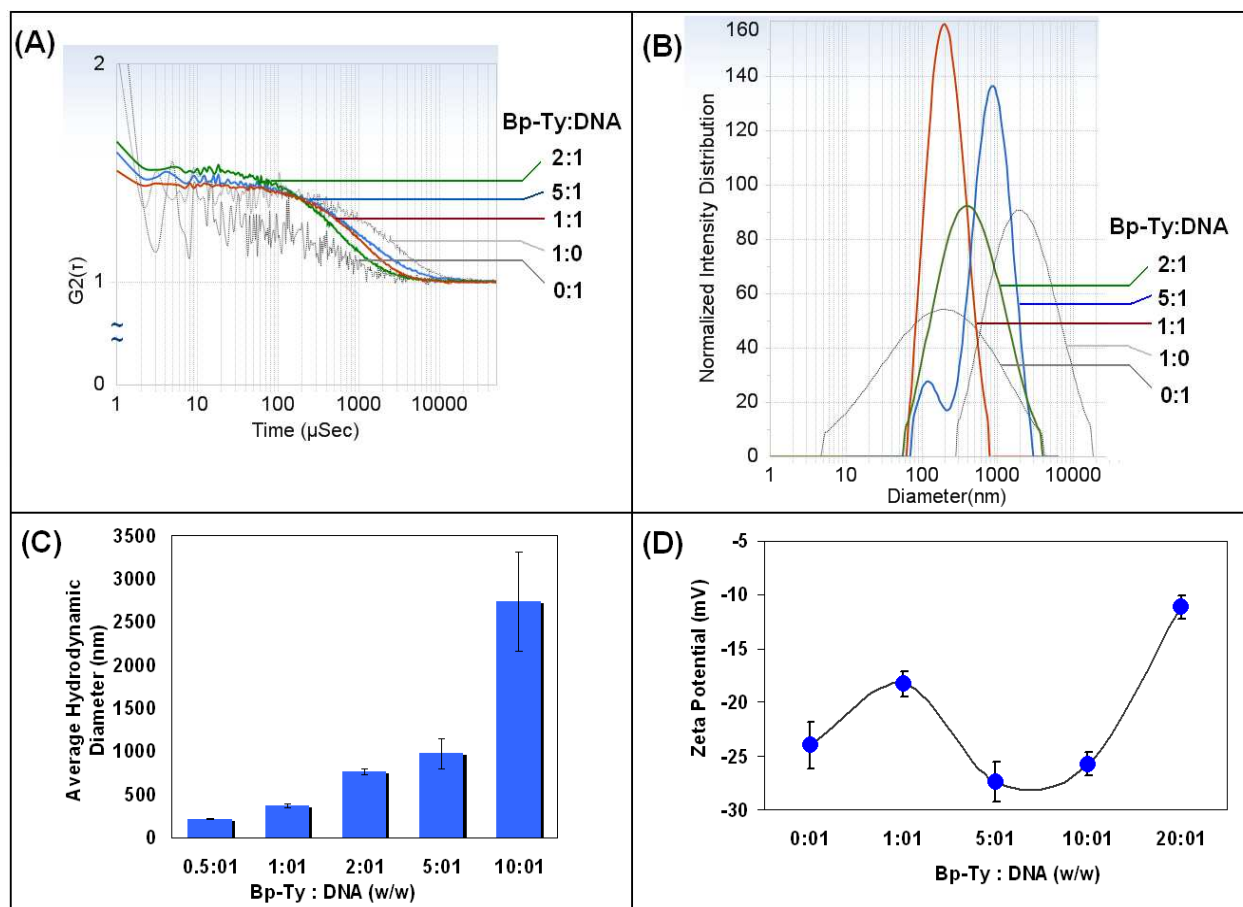 (A)
2
1
0
G2(τ)
~
~
1 10 100 1000 10000
Time (µSec)
Bp-Ty:DNA
2:1
5:1
1:1
1:0
0:1
(B)
160
140
120
100
80
60
40
20
0
Normalized Intensity Distribution
1 10 100 1000 10000
Diameter(nm)
Bp-Ty:DNA
2:1
5:1
1:1
1:0
0:1
(C)
3500
3000
2500
2000
1500
1000
500
0
Average Hydrodynamic
Diameter (nm)
0.5:01 1:01 2:01 5:01 10:01
Bp-Ty : DNA (w/w)
(D)
-5
-10
-15
-20
-25
-30
Zeta Potential (mV)
0:01 1:01 5:01 10:01 20:01
Bp-Ty : DNA (w/w)